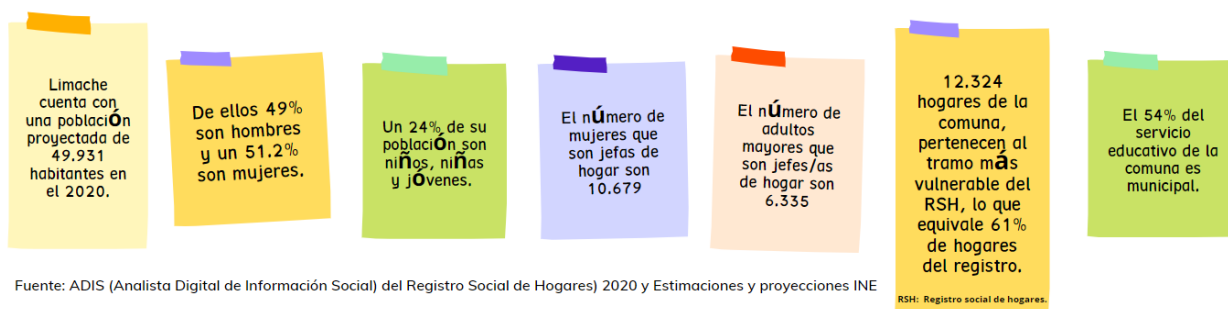 Limache
cuenta con
una población
proyectada de
49.931
habitantes en
el 2020.
De ellos 49%
son hombres
y un 51.2%
son mujeres.
Un 24% de su
población son
niños, niñas
y jóvenes.
El número de
mujeres que
son jefas de
hogar son
10.679
El número de
adultos
mayores que
son jefes/as
de hogar son
6.335
12.324
hogares de la
comuna,
pertenecen al
tramo más
vulnerable del
RSH, lo que
equivale 61%
de hogares
del registro.
RSH: Registro social de hogares.
El 54% del
servicio
educativo de la
comuna es
municipal.
Fuente: ADIS (Analista Digital de Información Social) del Registro Social de Hogares) 2020 y Estimaciones y proyecciones INE